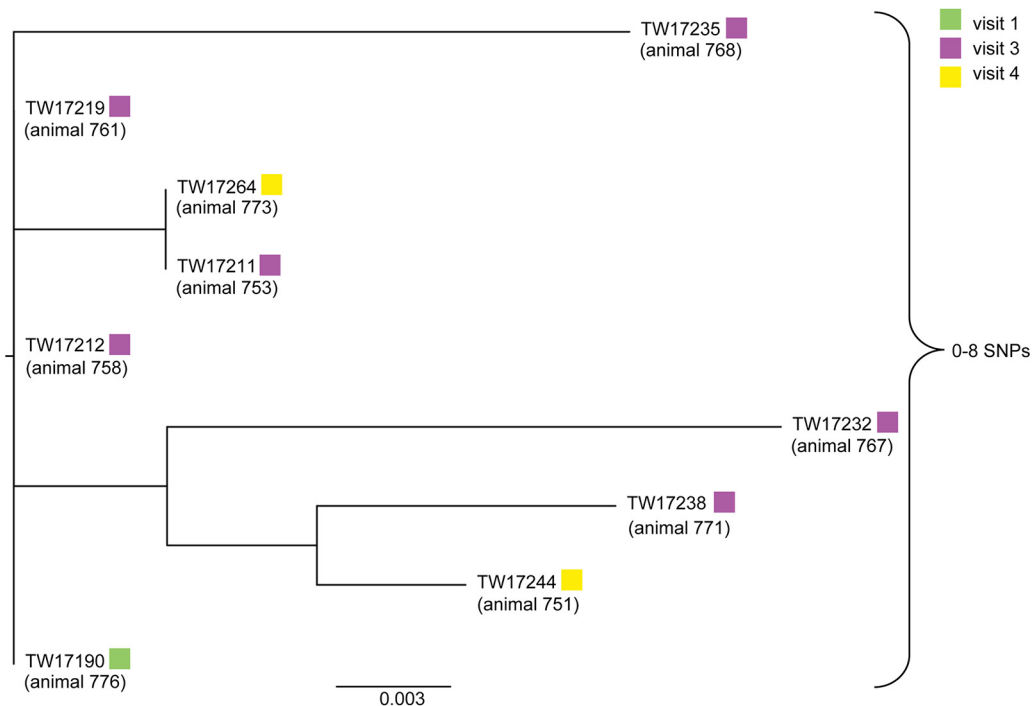 TW17235
(animal 768)
visit 1
visit 3
visit 4
TW17219
(animal 761)
TW17264
(animal 773)
TW17211
(animal 753)
TW17212
(animal 758)
0-8 SNPs
TW17232
(animal 767)
TW17238
(animal 771)
TW17244
(animal 751)
TW17190
(animal 776)
0.003